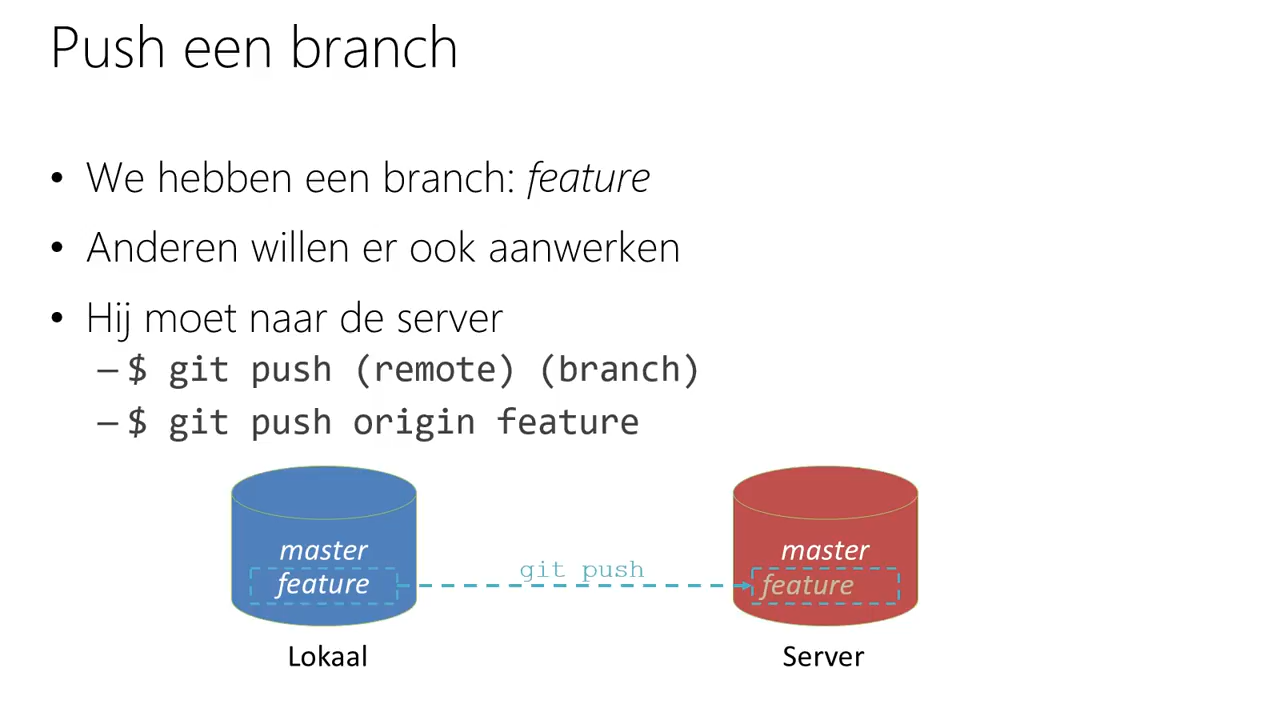 Push een branch
• We hebben een branch: feature
• Anderen willen er ook aanwerken
• Hij moet naar de server
– $ git push (remote) (branch)
– $ git push origin feature
master
feature
git push
master
feature
Lokaal
Server